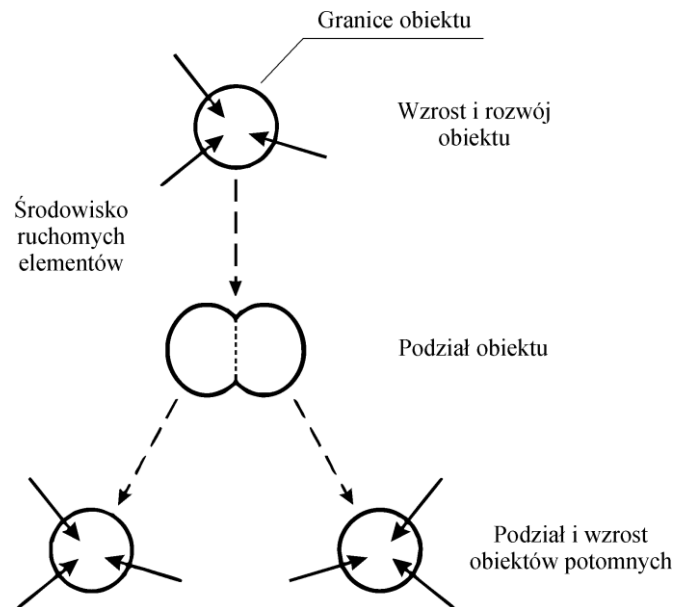 Granice obiektu
Wzrost i rozwój
obiektu
Środowisko
ruchomych
elementów
Podział obiektu
Podział i wzrost
obiektów potomnych